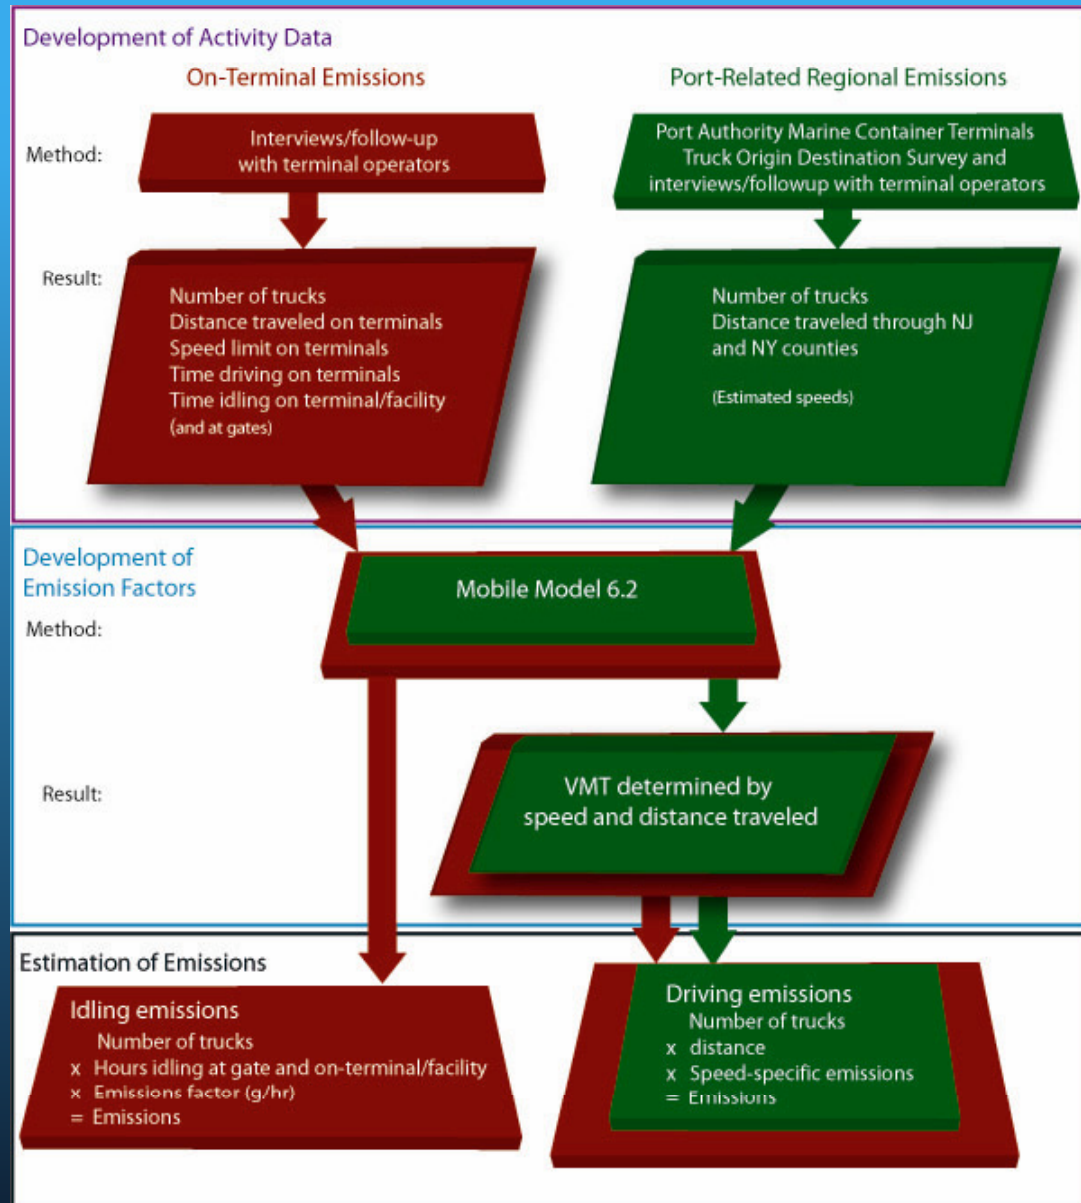 Development of Activity Data
On-Terminal Emissions
Port-Related Regional Emissions
Method:
Interviews/follow-up
with terminal operators
Port Authority Marine Container Terminals
Truck Origin Destination Survey and
interviews/followup with terminal operators
Result:
Number of trucks
Distance traveled on terminals
Speed limit on terminals
Time driving on terminals
Time idling on terminal/facility
(and at gates)
Number of trucks
Distance traveled through NJ
and NY counties
(Estimated speeds)
Development of
Emission Factors
Method:
Mobile Model 6.2
Result:
VMT determined by
speed and distance traveled
Estimation of Emissions
Idling emissions
Number of trucks
x Hours idling at gate and on-terminal/facility
x Emissions factor (g/hr)
= Emissions
Driving emissions
Number of trucks
x distance
x Speed-specific emissions
= Emissions